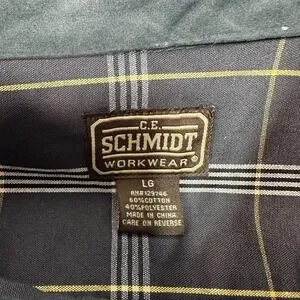 C.E.
SCHMIDT
WORKWEAR®
LG
RN#129746
60%COTTON
40%POLYESTER
MADE IN CHINA
CARE ON REVERSE